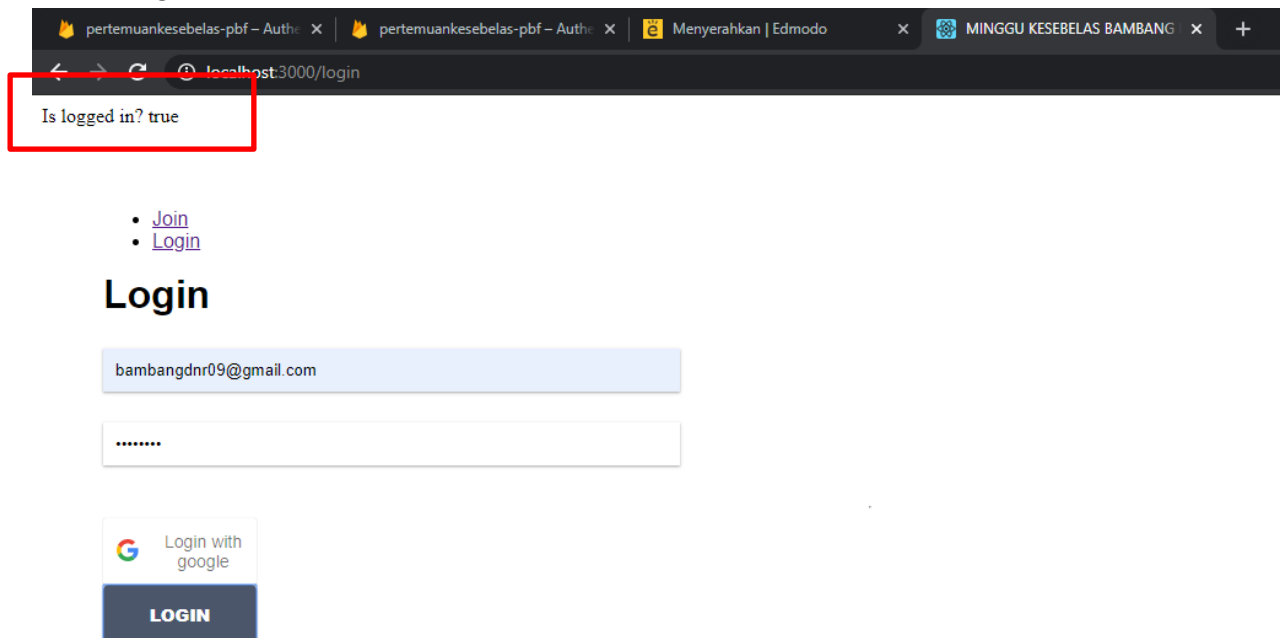 pertemuankesebelas-pbf – Authe
pertemuankesebelas-pbf – Authe
Menyerahkan | Edmodo
MINGGU KESEBELAS BAMBANG
localhost:3000/login
Is logged in? true
Join
Login
Login
bambangdnr09@gmail.com
••••••••
Login with
google
LOGIN